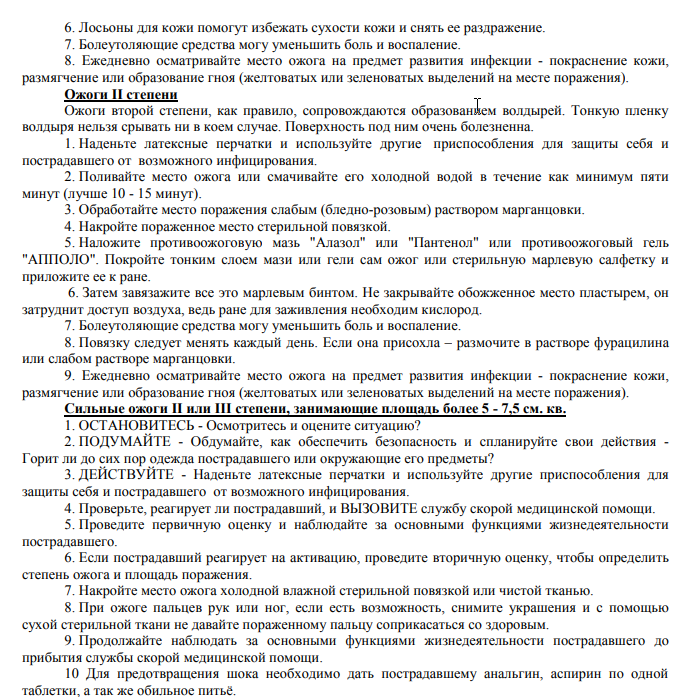 6. Лосьоны для кожи помогут избежать сухости кожи и снять ее раздражение.
7. Болеутоляющие средства могу уменьшить боль и воспаление.
8. Ежедневно осматривайте место ожога на предмет развития инфекции - покраснение кожи,
размягчение или образование гноя (желтоватых или зеленоватых выделений на месте поражения).
Ожоги II степени
Ожоги второй степени, как правило, сопровождаются образованием волдырей. Тонкую пленку
волдыря нельзя срывать ни в коем случае. Поверхность под ним очень болезненна.
1. Наденьте латексные перчатки и используйте другие приспособления для защиты себя и
пострадавшего от возможного инфицирования.
2. Поливайте место ожога или смачивайте его холодной водой в течение как минимум пяти
минут (лучше 10 - 15 минут).
3. Обработайте место поражения слабым (бледно-розовым) раствором марганцовки.
4. Накройте пораженное место стерильной повязкой.
5. Наложите противоожоговую мазь "Алазол" или "Пантенол" или противоожоговый гель
"АППОЛО". Покройте тонким слоем мази или гели сам ожог или стерильную марлевую салфетку и
приложите ее к ране.
6. Затем завязажите все это марлевым бинтом. Не закрывайте обожженное место пластырем, он
затруднит доступ воздуха, ведь ране для заживления необходим кислород.
7. Болеутоляющие средства могу уменьшить боль и воспаление.
8. Повязку следует менять каждый день. Если она присохла – размочите в растворе фурацилина
или слабом растворе марганцовки.
9. Ежедневно осматривайте место ожога на предмет развития инфекции - покраснение кожи,
размягчение или образование гноя (желтоватых или зеленоватых выделений на месте поражения).
Сильные ожоги II или III степени, занимающие площадь более 5 - 7,5 см. кв.
1. ОСТАНОВИТЕСЬ - Осмотритесь и оцените ситуацию?
2. ПОДУМАЙТЕ - Обдумайте, как обеспечить безопасность и спланируйте свои действия -
Горит ли до сих пор одежда пострадавшего или окружающие его предметы?
3. ДЕЙСТВУЙТЕ - Наденьте латексные перчатки и используйте другие приспособления для
защиты себя и пострадавшего от возможного инфицирования.
4. Проверьте, реагирует ли пострадавший, и ВЫЗОВИТЕ службу скорой медицинской помощи.
5. Проведите первичную оценку и наблюдайте за основными функциями жизнедеятельности
пострадавшего.
6. Если пострадавший реагирует на активацию, проведите вторичную оценку, чтобы определить
степень ожога и площадь поражения.
7. Накройте место ожога холодной влажной стерильной повязкой или чистой тканью.
8. При ожоге пальцев рук или ног, если есть возможность, снимите украшения и с помощью
сухой стерильной ткани не давайте пораженному пальцу соприкасаться со здоровым.
9. Продолжайте наблюдать за основными функциями жизнедеятельности пострадавшего до
прибытия службы скорой медицинской помощи.
10 Для предотвращения шока необходимо дать пострадавшему анальгин, аспирин по одной
таблетки, а так же обильное питьё.